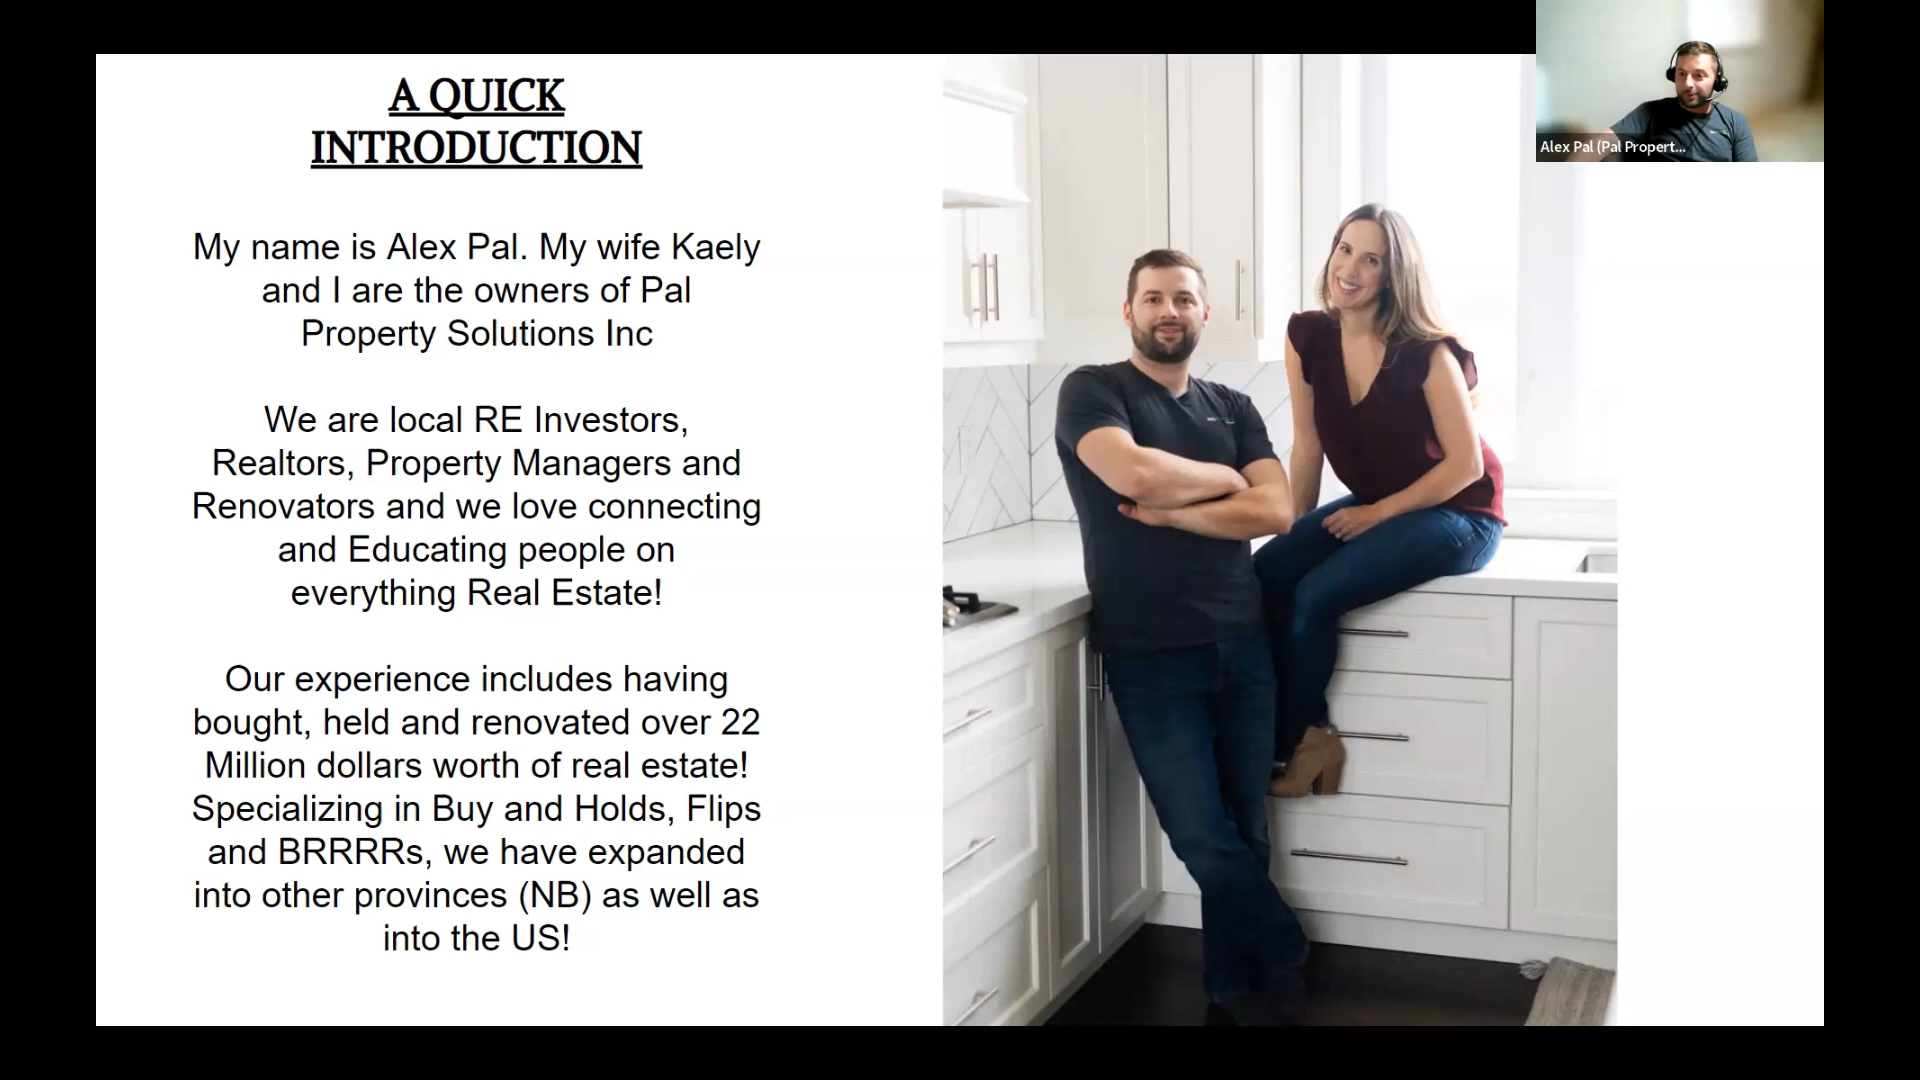 A QUICK
INTRODUCTION
My name is Alex Pal. My wife Kaely
and I are the owners of Pal
Property Solutions Inc
We are local RE Investors,
Realtors, Property Managers and
Renovators and we love connecting
and Educating people on
everything Real Estate!
Our experience includes having
bought, held and renovated over 22
Million dollars worth of real estate!
Specializing in Buy and Holds, Flips
and BRRRRs, we have expanded
into other provinces (NB) as well as
into the US!
Alex Pal (Pal Propert...